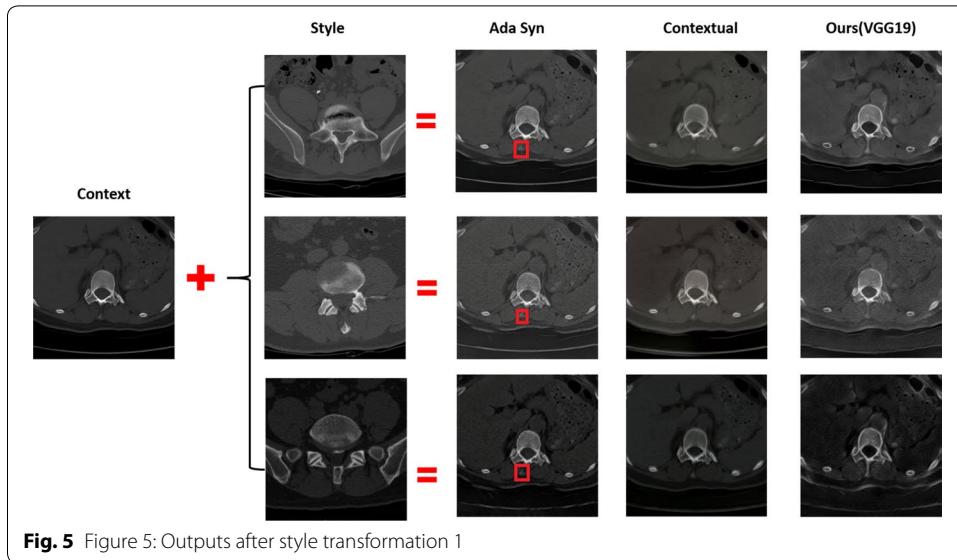 Style Ada Syn Contextual Ours(VGG19)
Context
Fig. 5 Figure 5: Outputs after style transformation 1